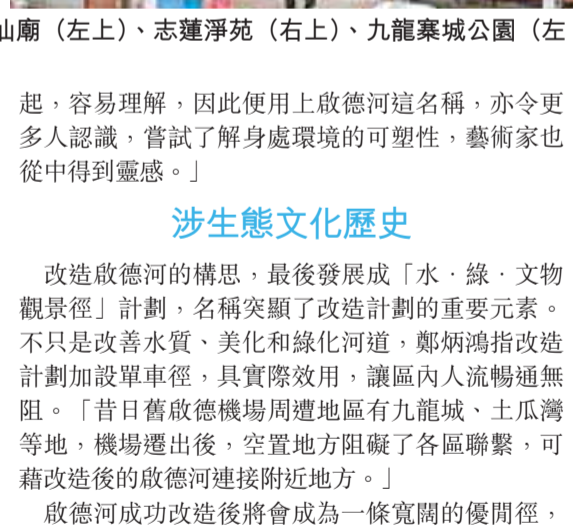 山廟（左上）、志蓮淨苑（右上）、九龍寨城公園（左
起，容易理解，因此便用上啟德河這名稱，亦令更
多人認識，嘗試了解身處環境的可塑性，藝術家也
從中得到靈感。」
涉生態文化歷史
改造啟德河的構思，最後發展成「水．綠．文物
觀景徑」計劃，名稱突顯了改造計劃的重要元素。
不只是改善水質、美化和綠化河道，鄭炳鴻指改造
計劃加設單車徑，具實際效用，讓區內人流暢通無
阻。「昔日舊啟德機場周遭地區有九龍城、土瓜灣
等地，機場遷出後，空置地方阻礙了各區聯繫，可
藉改造後的啟德河連接附近地方。」
啟德河成功改造後將會成為一條寬闊的優閒徑，